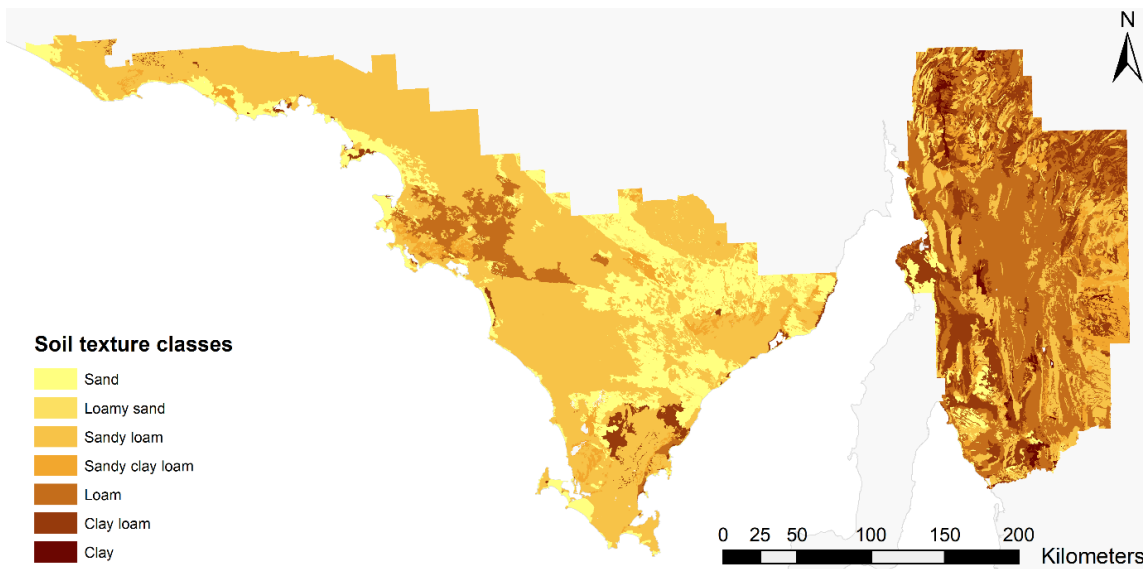 N
Soil texture classes
Sand
Loamy sand
Sandy loam
Sandy clay loam
Loam
Clay loam
Clay
0 25 50 100 150 200
Kilometers